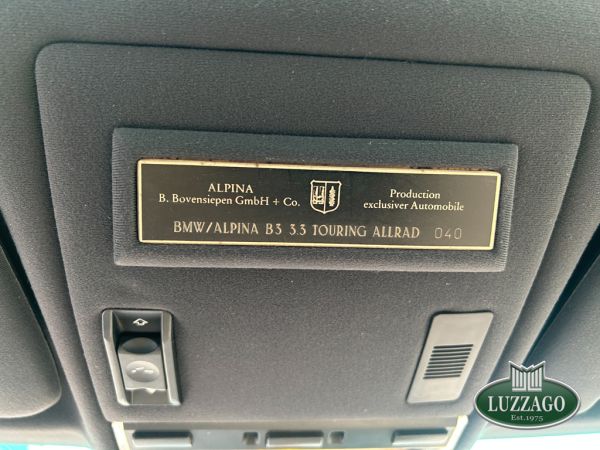 ALPINA
B. Bovensiepen GmbH + Co.
Production
exclusiver Automobile
BMW/ALPINA B3 3.3 TOURING ALLRAD 040
LUZZAGO
Est.1975